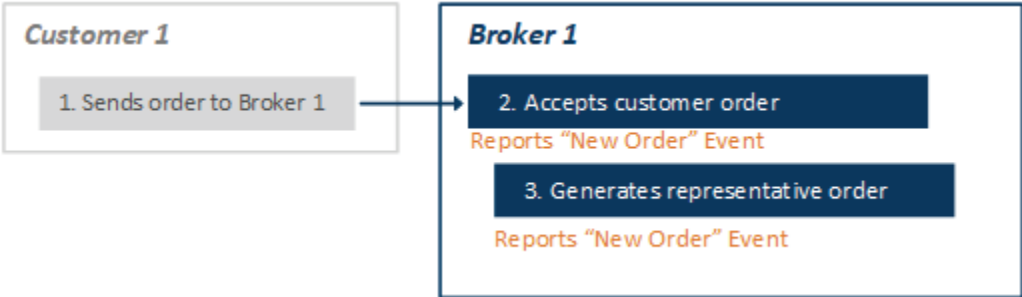 Customer 1
1. Sends order to Broker 1
Broker 1
2. Accepts customer order
Reports “New Order” Event
3. Generates representative order
Reports “New Order” Event